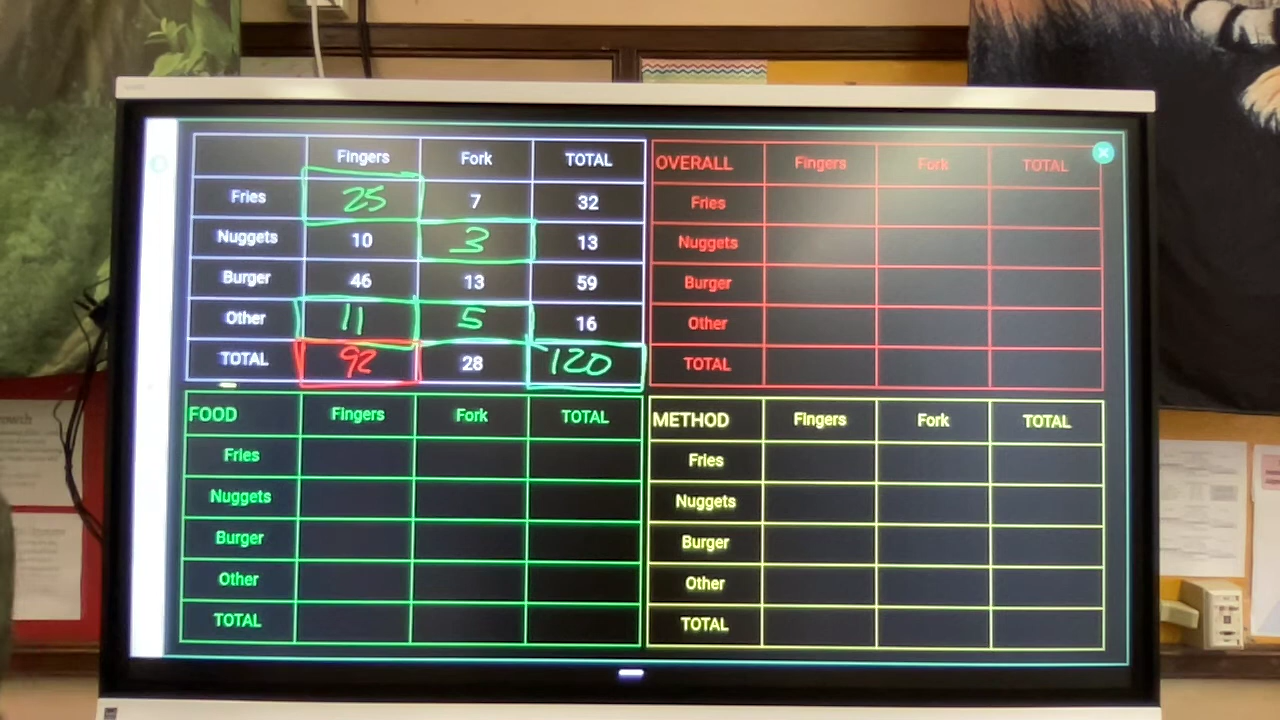 Fingers Fork TOTAL
Fries 25 7 32
Nuggets 10 3 13
Burger 46 13 59
Other 11 5 16
TOTAL 92 28 120
OVERALL Fingers Fork TOTAL
Fries
Nuggets
Burger
Other
TOTAL
FOOD Fingers Fork TOTAL
Fries
Nuggets
Burger
Other
TOTAL
METHOD Fingers Fork TOTAL
Fries
Nuggets
Burger
Other
TOTAL